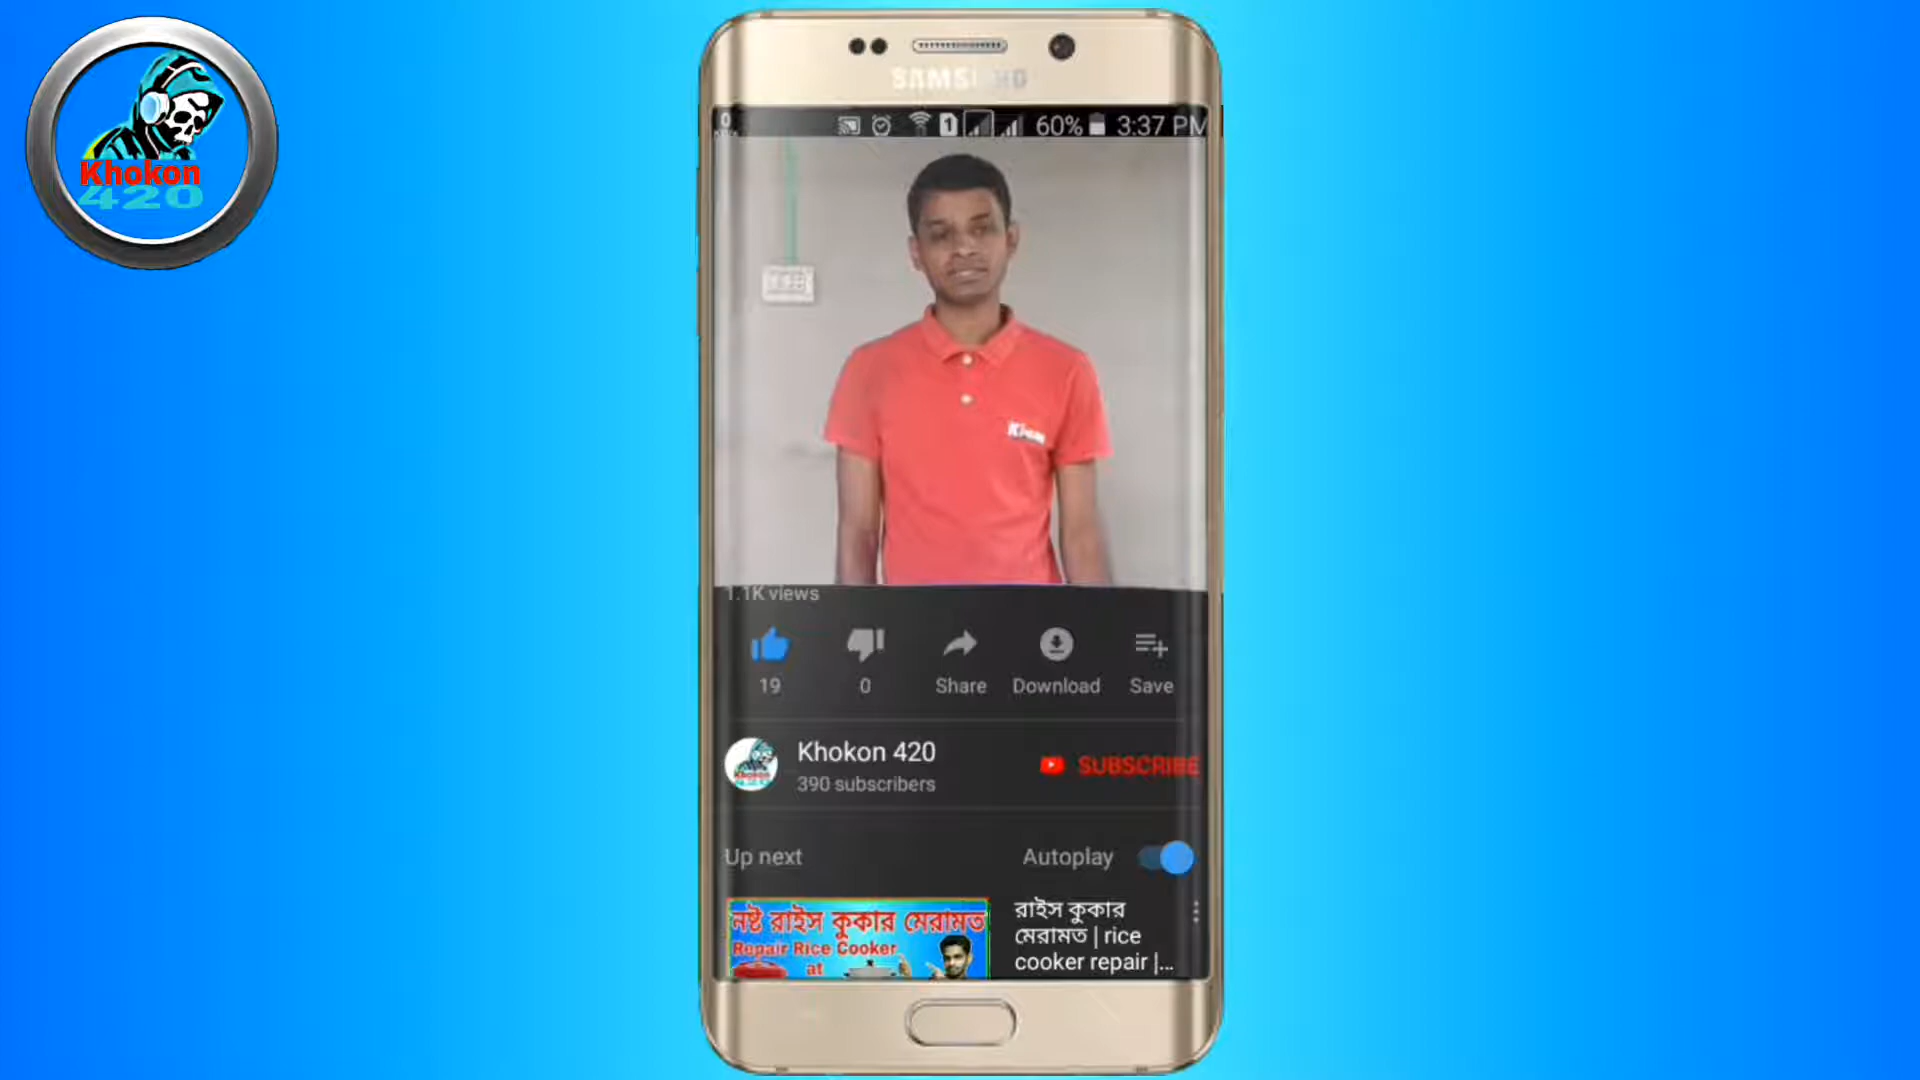 Khokon
420
SAMS
60% 3:37 PM
1.1K views
19
0
Share
Download
Save
Khokon 420
SUBSCRIBE
390 subscribers
Up next
Autoplay
নষ্ট রাইস কুকার মেরামত
Repair Rice Cooker
at
রাইস কুকার
মেরামত | rice
cooker repair |...